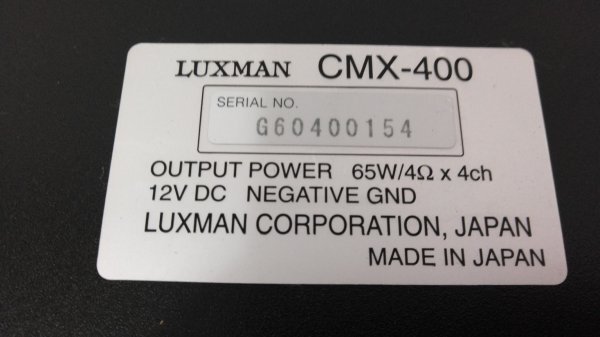 LUXMAN CMX-400
SERIAL NO.
G60400154
OUTPUT POWER 65W/4Ω x 4ch
12V DC NEGATIVE GND
LUXMAN CORPORATION, JAPAN
MADE IN JAPAN